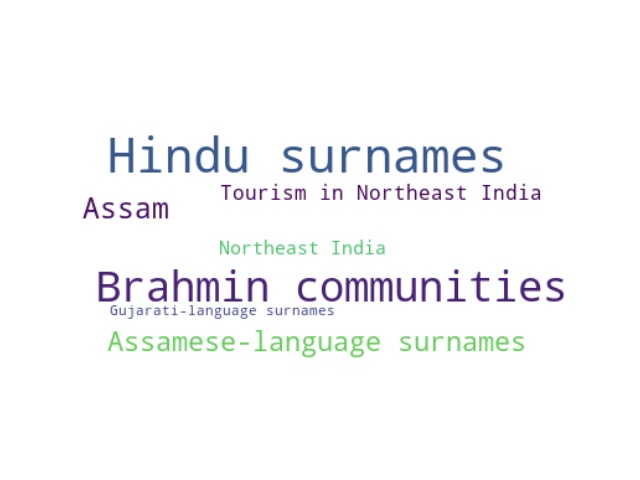 Hindu surnames
Tourism in Northeast India
Assam
Northeast India
Brahmin communities
Gujarati-language surnames
Assamese-language surnames